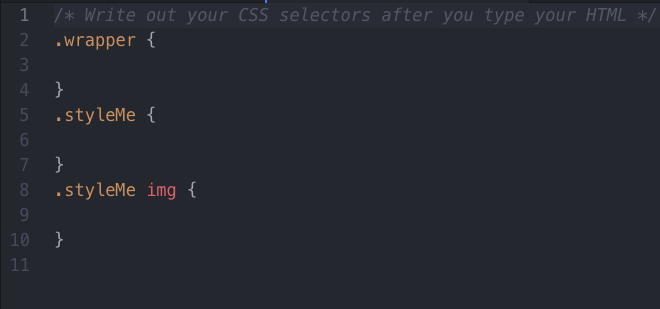 1 /* Write out your CSS selectors after you type your HTML */
2 .wrapper {
3
4 }
5 .styleMe {
6
7 }
8 .styleMe img {
9
10 }
11